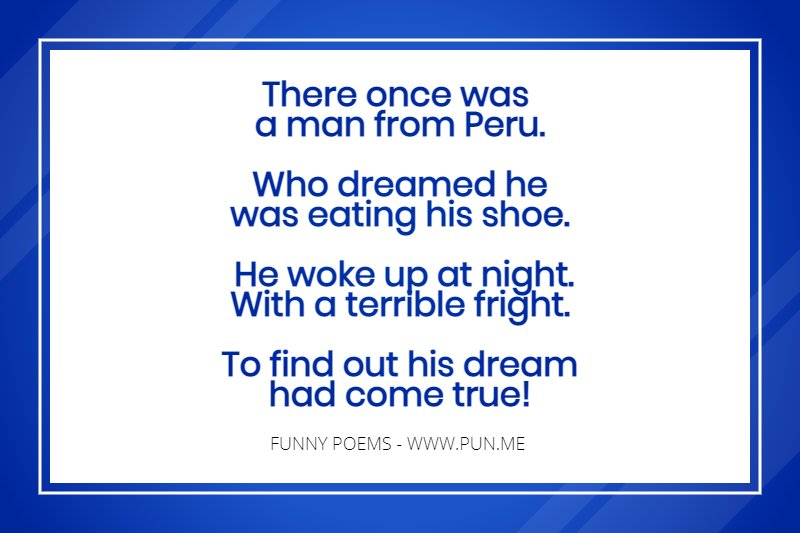 There once was
a man from Peru.
Who dreamed he
was eating his shoe.
He woke up at night.
With a terrible fright.
To find out his dream
had come true!
FUNNY POEMS - WWW.PUN.ME